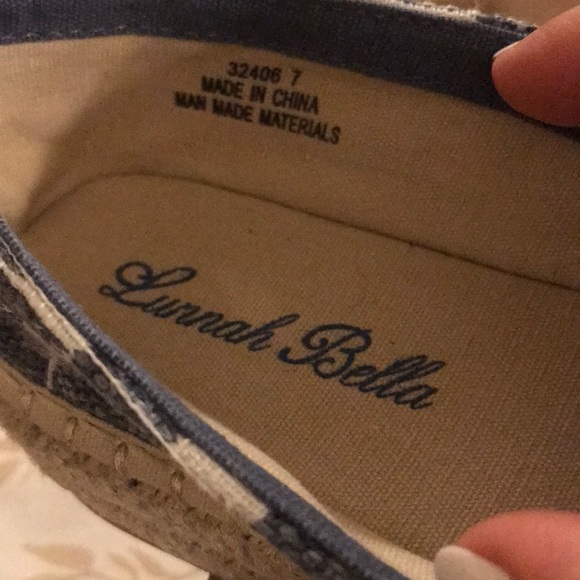 32406 7
MADE IN CHINA
MAN MADE MATERIALS
Lunnah Bella